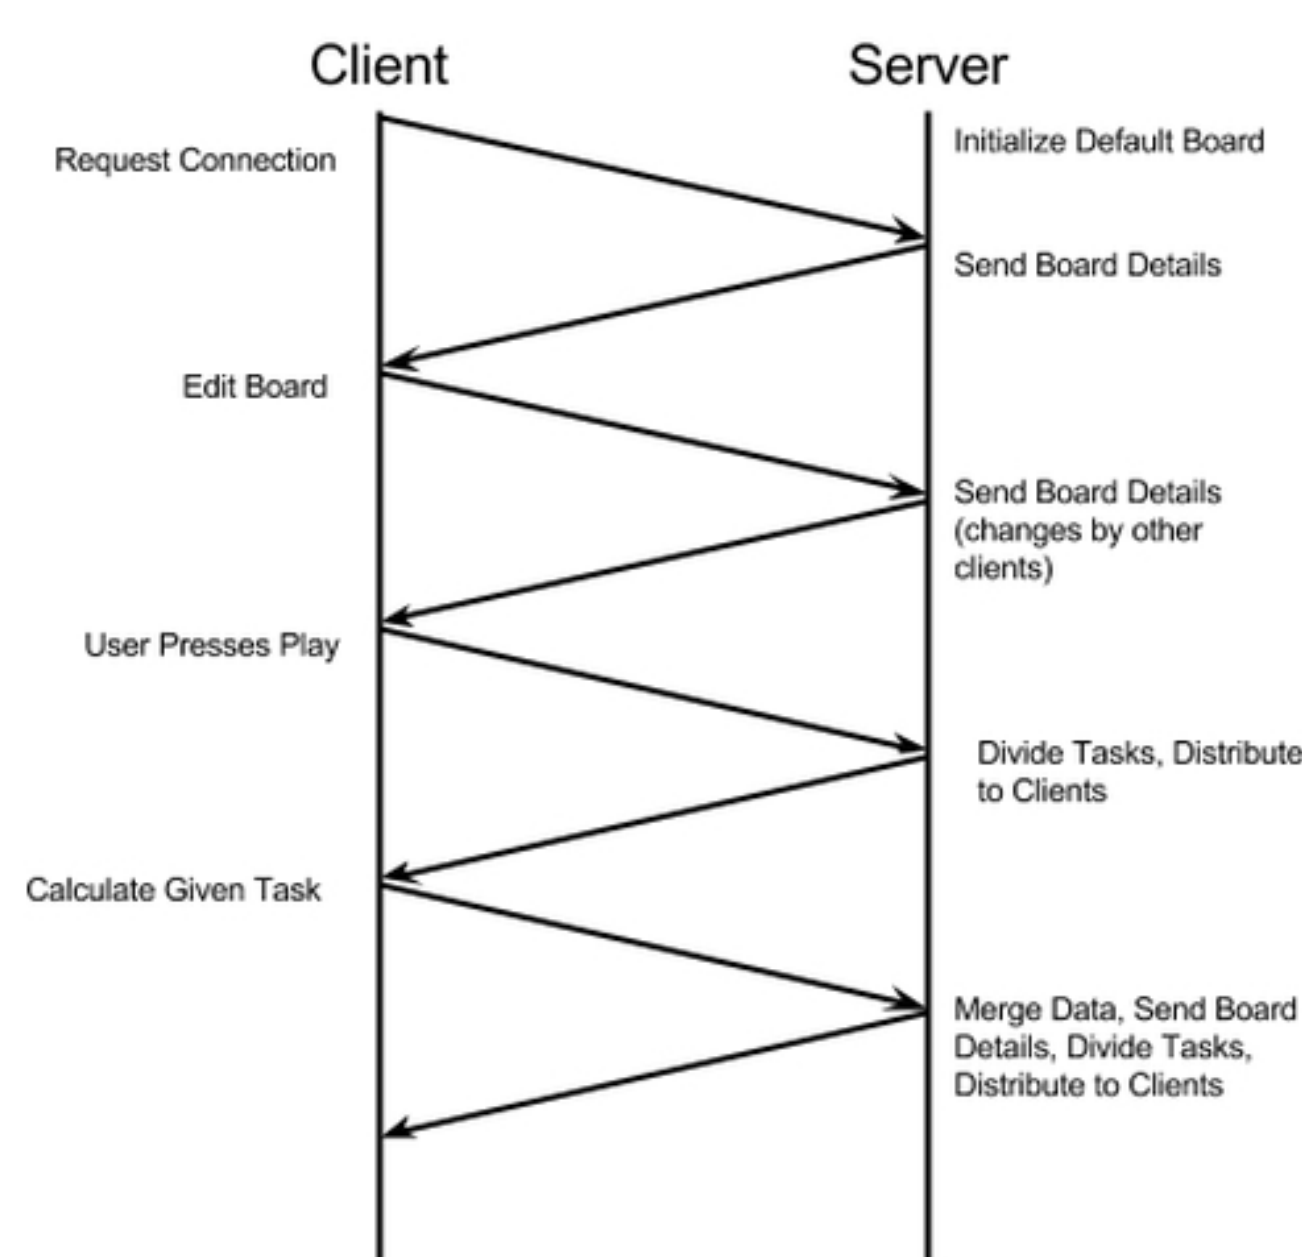 Client
Server
Request Connection
Initialize Default Board
Send Board Details
Edit Board
Send Board Details
(changes by other
clients)
User Presses Play
Divide Tasks, Distribute
to Clients
Calculate Given Task
Merge Data, Send Board
Details, Divide Tasks,
Distribute to Clients